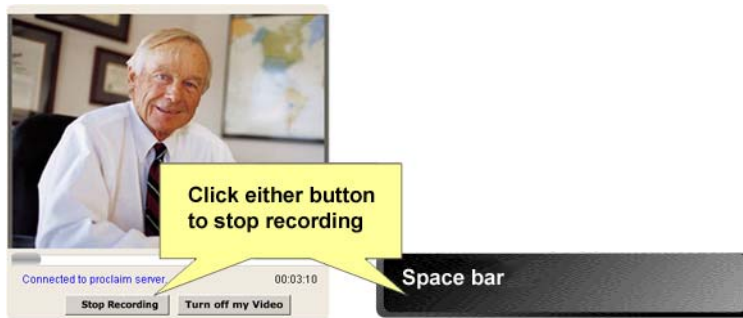 Click either button
to stop recording
Connected to proclaim server.
00:03:10
Space bar
Stop Recording
Turn off my Video